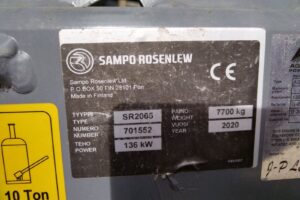 SAMPO ROSENLEW
CE
Sampo Rosenlew Ltd
P.O.BOX 50 FIN 28101 Pori
Made in Finland
TYYPPI
TYPE
SR2065
PAINO
WEIGHT
7700 kg
NUMERO
NUMBER
701552
VUOSI
YEAR
2020
TEHO
POWER
136 kW
10 Ton